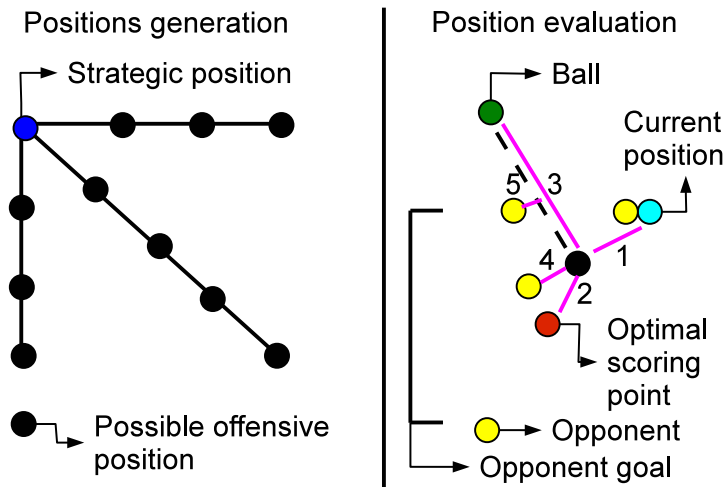 Positions generation
Strategic position
Possible offensive
position
Position evaluation
Ball
Current
position
5
3
4
1
2
Optimal
scoring
point
Opponent
Opponent goal